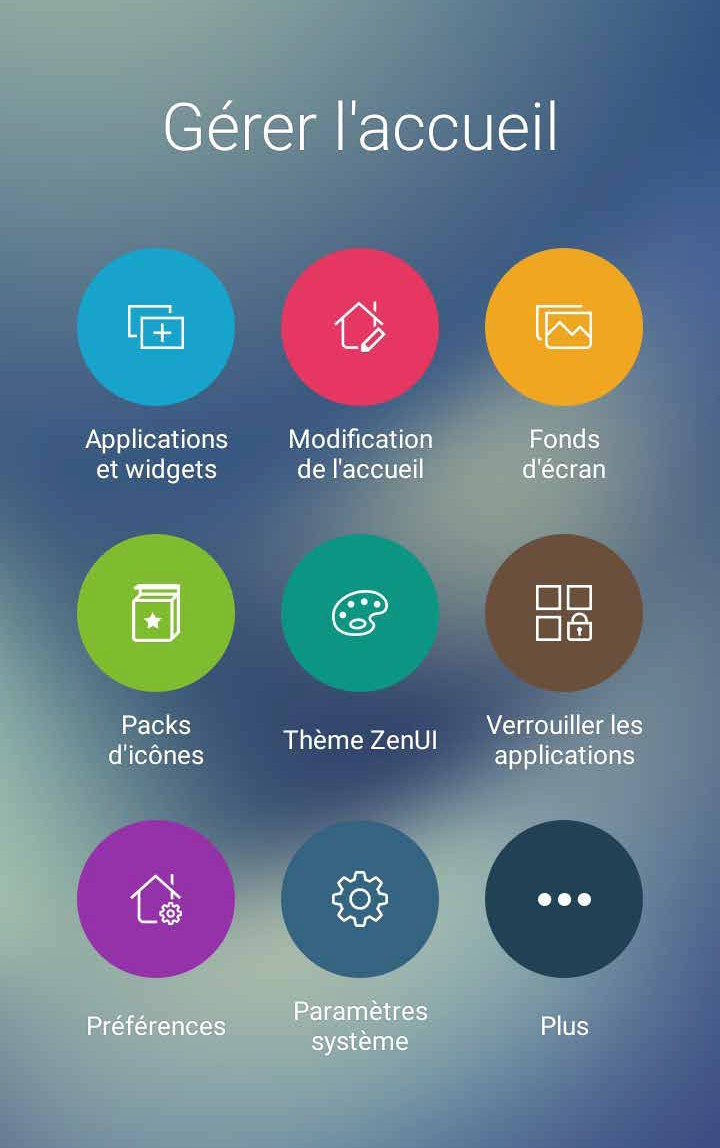 Gérer l'accueil
Applications
et widgets
Modification
de l'accueil
Fonds
d'écran
Packs
d'icônes
Thème ZenUI
Verrouiller les
applications
Préférences
Paramètres
système
Plus